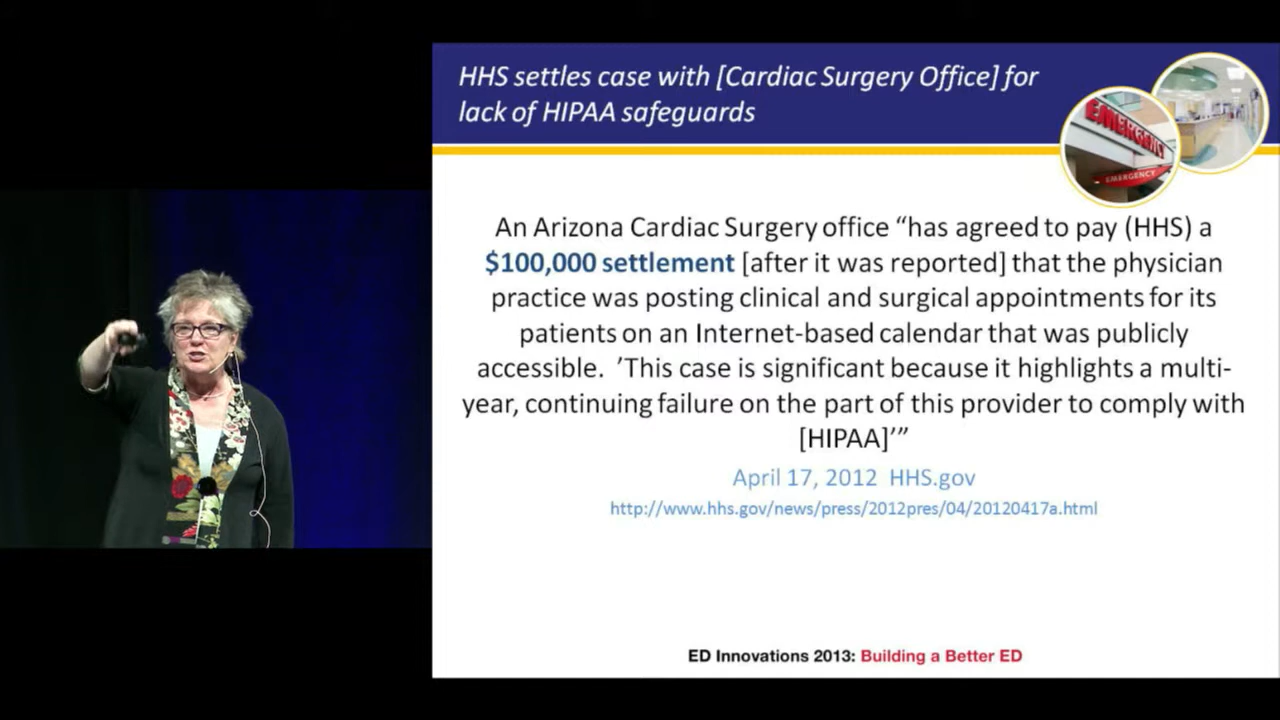 HHS settles case with [Cardiac Surgery Office] for
lack of HIPAA safeguards
EMERGENCY
EMERGENCY
An Arizona Cardiac Surgery office “has agreed to pay (HHS) a
$100,000 settlement [after it was reported] that the physician
practice was posting clinical and surgical appointments for its
patients on an Internet-based calendar that was publicly
accessible. ’This case is significant because it highlights a multi-
year, continuing failure on the part of this provider to comply with
[HIPAA]’”
April 17, 2012 HHS.gov
http://www.hhs.gov/news/press/2012pres/04/20120417a.html
ED Innovations 2013: Building a Better ED